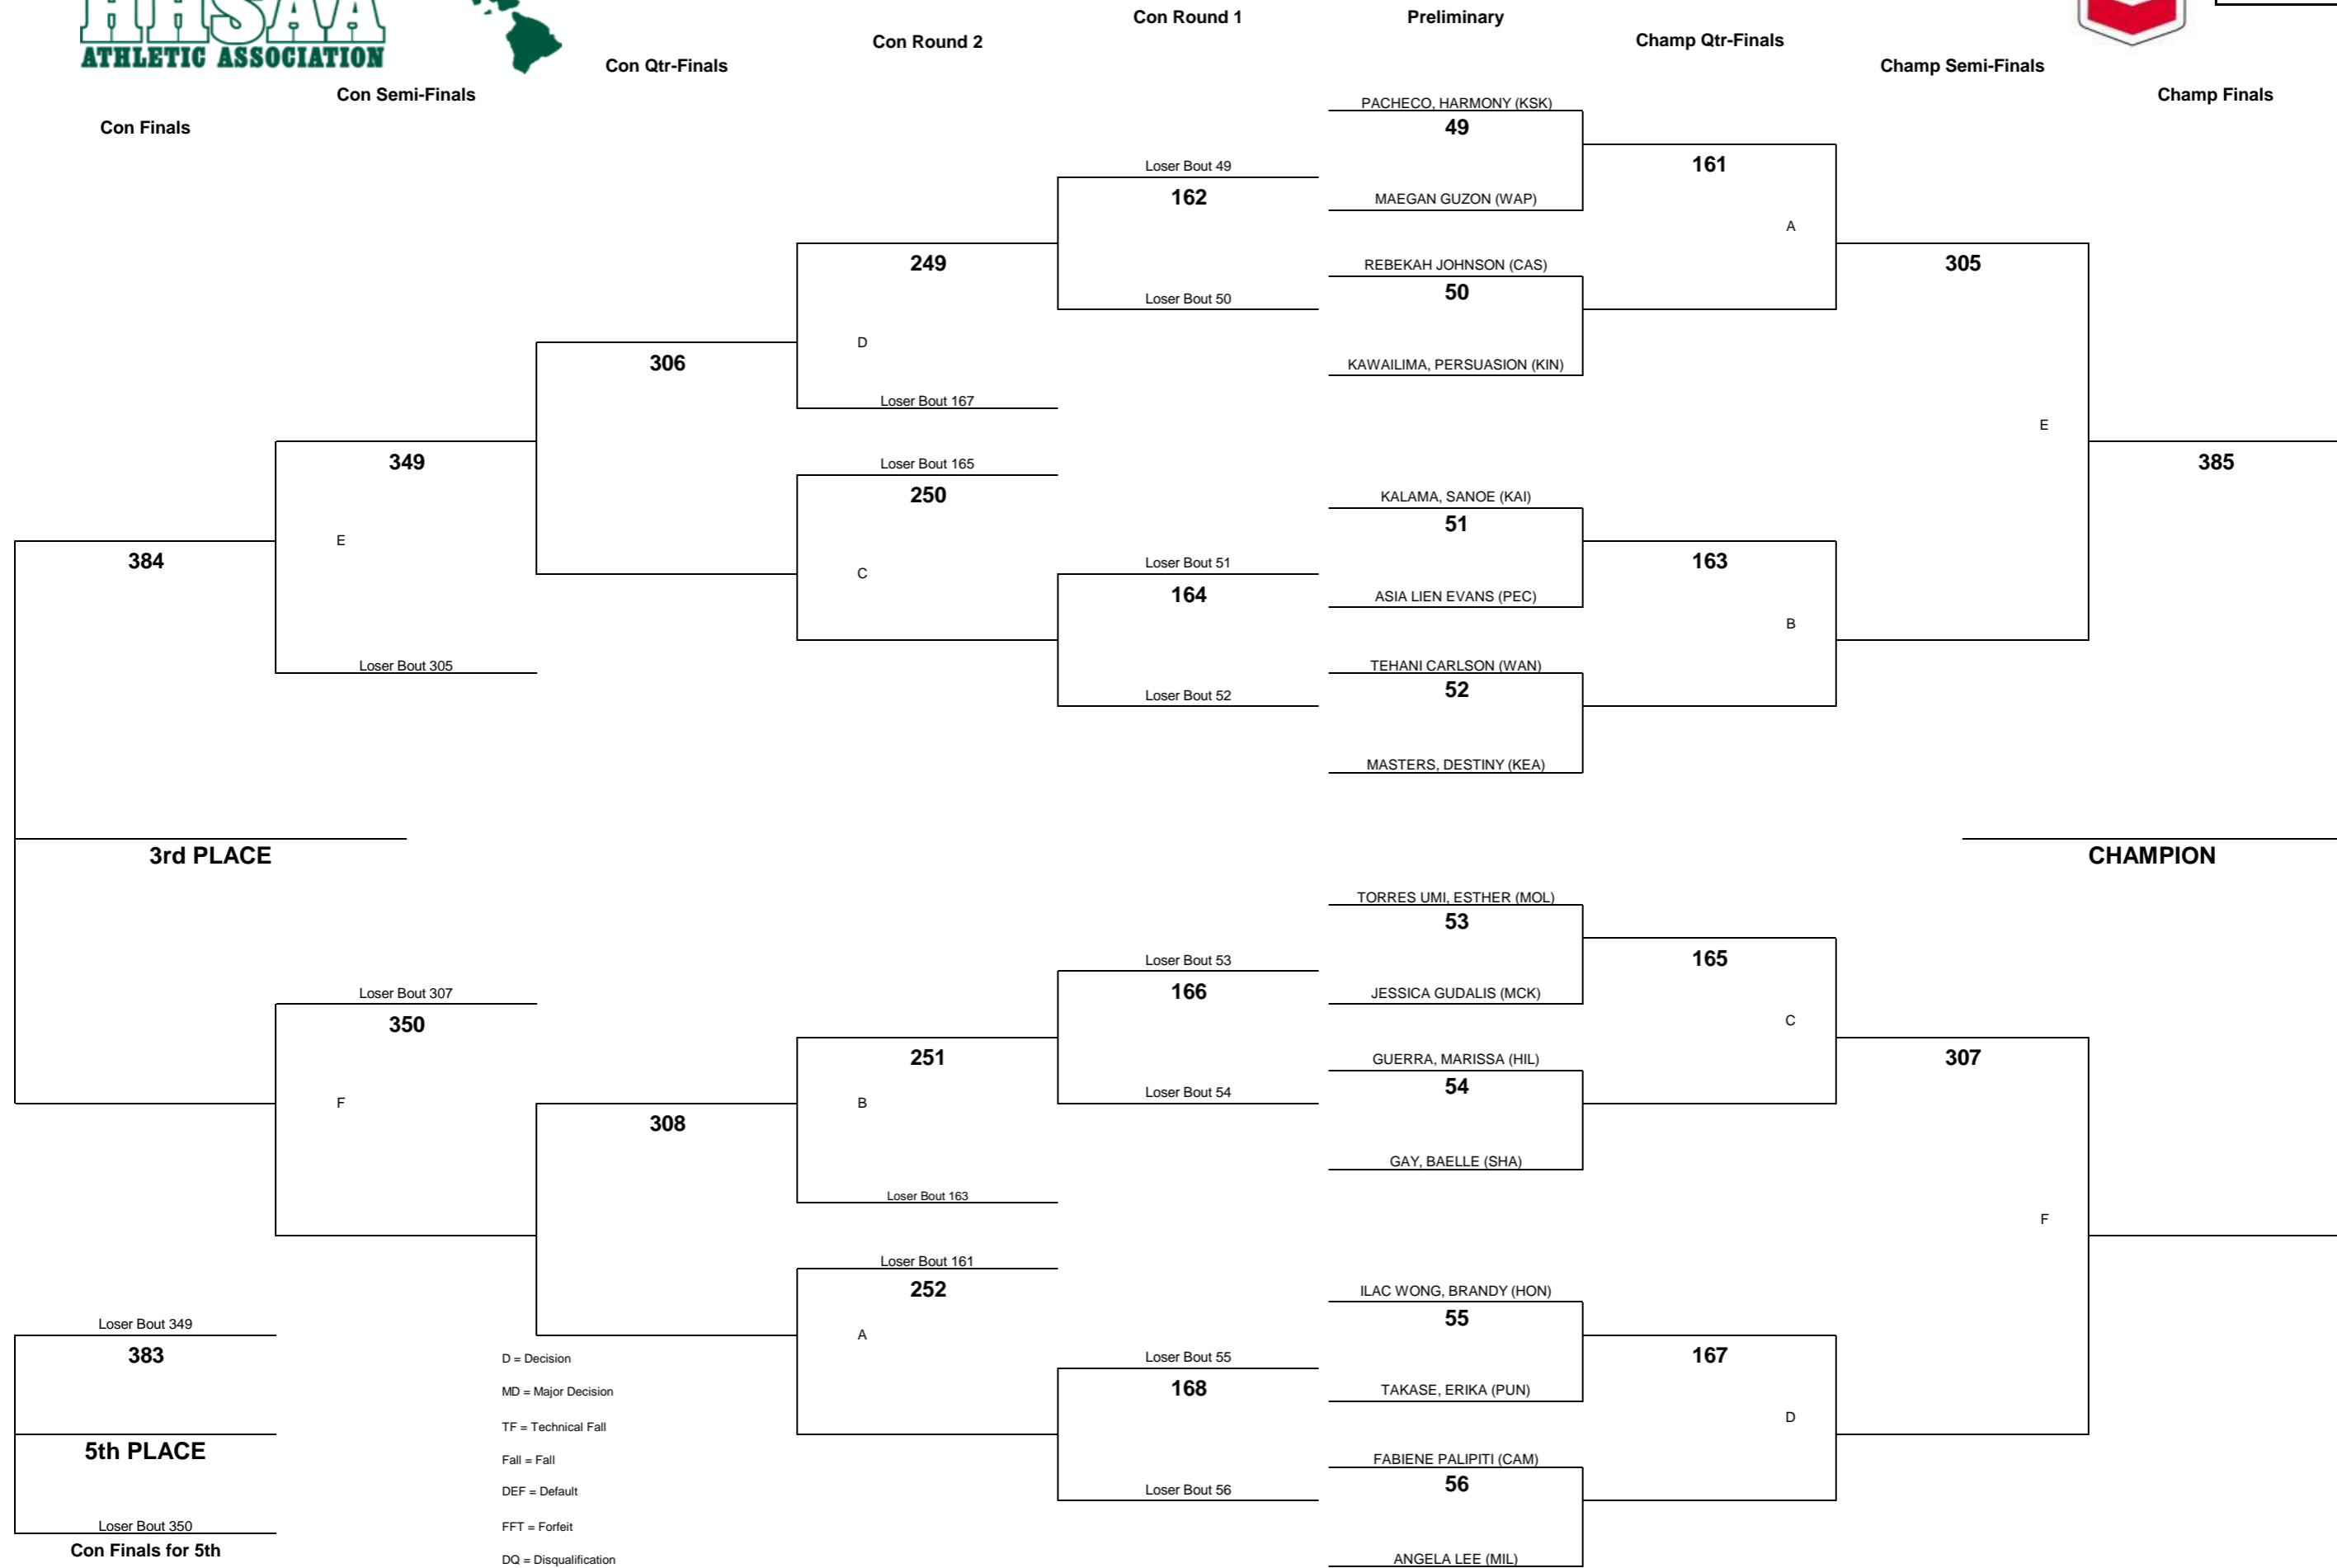 HHSAA
ATHLETIC ASSOCIATION
Con Finals
Con Semi-Finals
Con Qtr-Finals
Con Round 2
Con Round 1
Preliminary
Champ Qtr-Finals
Champ Semi-Finals
Champ Finals
PACHECO, HARMONY (KSK)
49
MAEGAN GUZON (WAP)
REBEKAH JOHNSON (CAS)
50
KAWAILIMA, PERSUASION (KIN)
KALAMA, SANOE (KAI)
51
ASIA LIEN EVANS (PEC)
TEHANI CARLSON (WAN)
52
MASTERS, DESTINY (KEA)
TORRES UMI, ESTHER (MOL)
53
JESSICA GUDALIS (MCK)
GUERRA, MARISSA (HIL)
54
GAY, BAELLE (SHA)
ILAC WONG, BRANDY (HON)
55
TAKASE, ERIKA (PUN)
FABIENE PALIPITI (CAM)
56
ANGELA LEE (MIL)
161
A
163
B
165
C
167
D
305
E
307
F
385
CHAMPION
Loser Bout 49
162
Loser Bout 50
Loser Bout 51
164
Loser Bout 52
Loser Bout 53
166
Loser Bout 54
Loser Bout 55
168
Loser Bout 56
249
D
Loser Bout 167
Loser Bout 165
250
C
251
B
Loser Bout 163
Loser Bout 161
252
A
306
308
349
E
Loser Bout 305
Loser Bout 307
350
F
384
3rd PLACE
Loser Bout 349
383
5th PLACE
Loser Bout 350
Con Finals for 5th
D = Decision
MD = Major Decision
TF = Technical Fall
Fall = Fall
DEF = Default
FFT = Forfeit
DQ = Disqualification